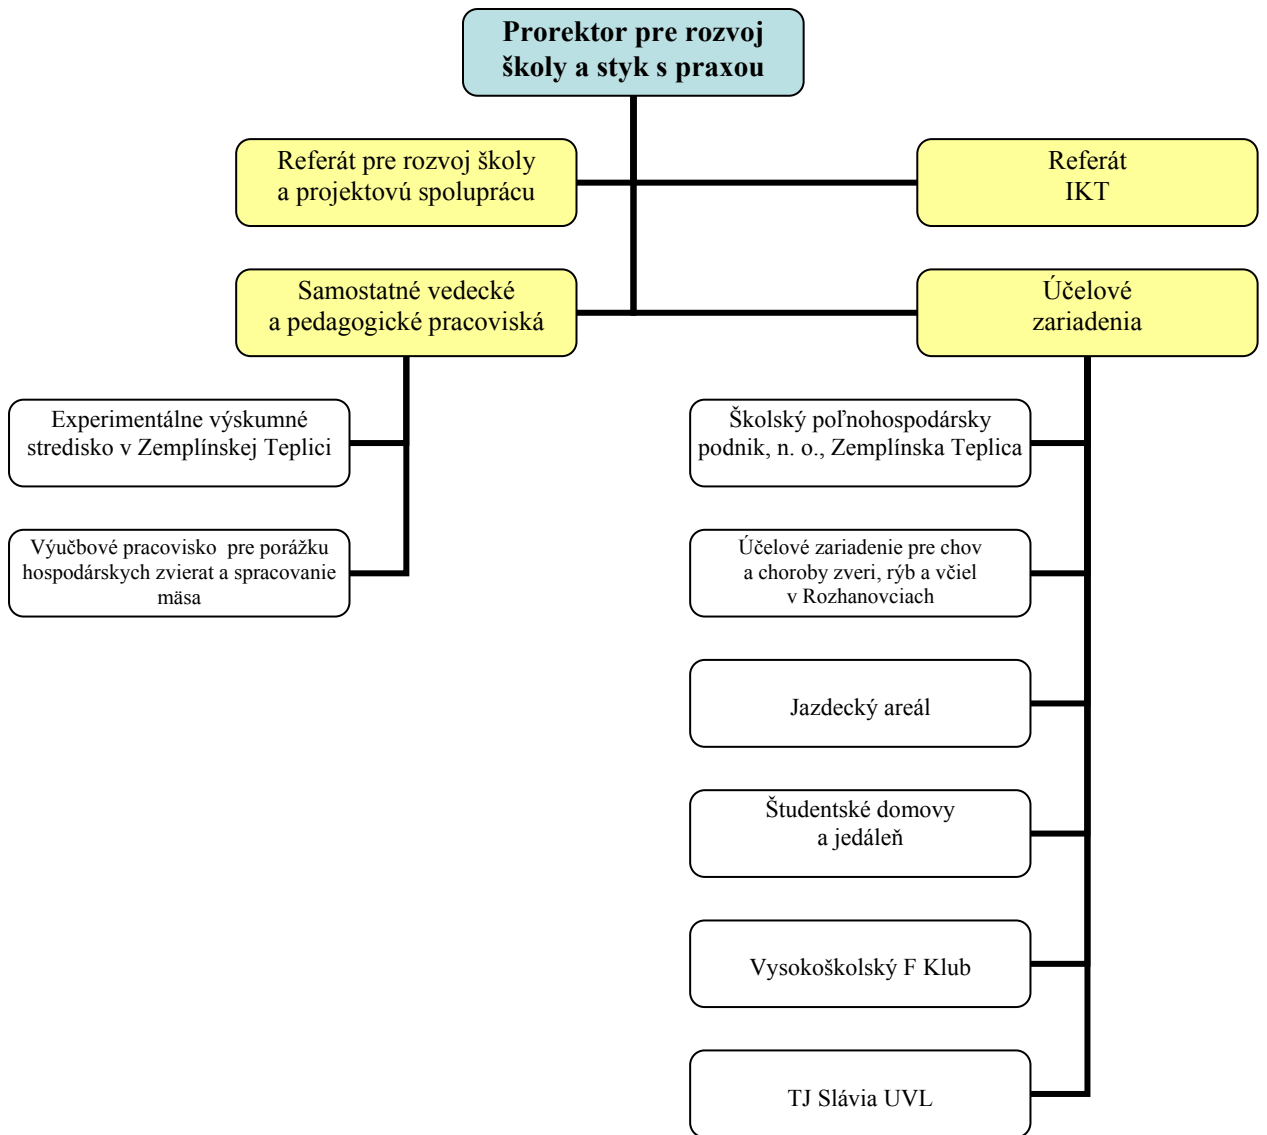 Prorektor pre rozvoj
školy a styk s praxou
Referát pre rozvoj školy
a projektovú spoluprácu
Referát
IKT
Samostatné vedecké
a pedagogické pracoviská
Účelové
zariadenia
Experimentálne výskumné
stredisko v Zemplínskej Teplici
Výučbové pracovisko pre porážku
hospodárskych zvierat a spracovanie
mäsa
Školský poľnohospodársky
podnik, n. o., Zemplínska Teplica
Účelové zariadenie pre chov
a choroby zveri, rýb a včiel
v Rozhanovciach
Jazdecký areál
Študentské domovy
a jedáleň
Vysokoškolský F Klub
TJ Slávia UVL